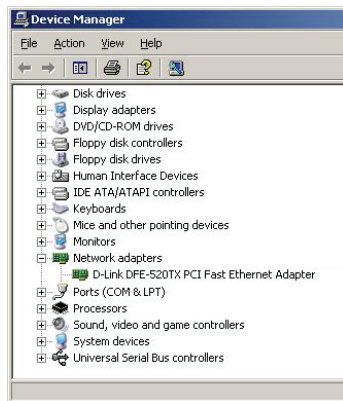 Device Manager
File Action View Help
Disk drives
Display adapters
DVD/CD-ROM drives
Floppy disk controllers
Floppy disk drives
Human Interface Devices
IDE ATA/ATAPI controllers
Keyboards
Mice and other pointing devices
Monitors
Network adapters
D-Link DFE-520TX PCI Fast Ethernet Adapter
Ports (COM & LPT)
Processors
Sound, video and game controllers
System devices
Universal Serial Bus controllers